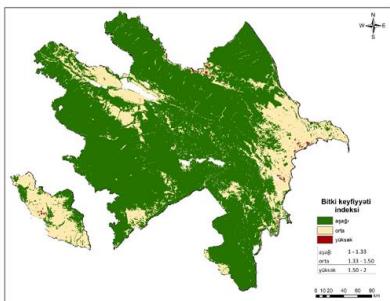 N
W E
S
Bitki keyfiyyəti
indeksi
aşağı
orta
yüksək
aşağı 1 - 1.33
orta 1.33 - 1.50
yüksək 1.50 - 2
0 10 20 40 60 80